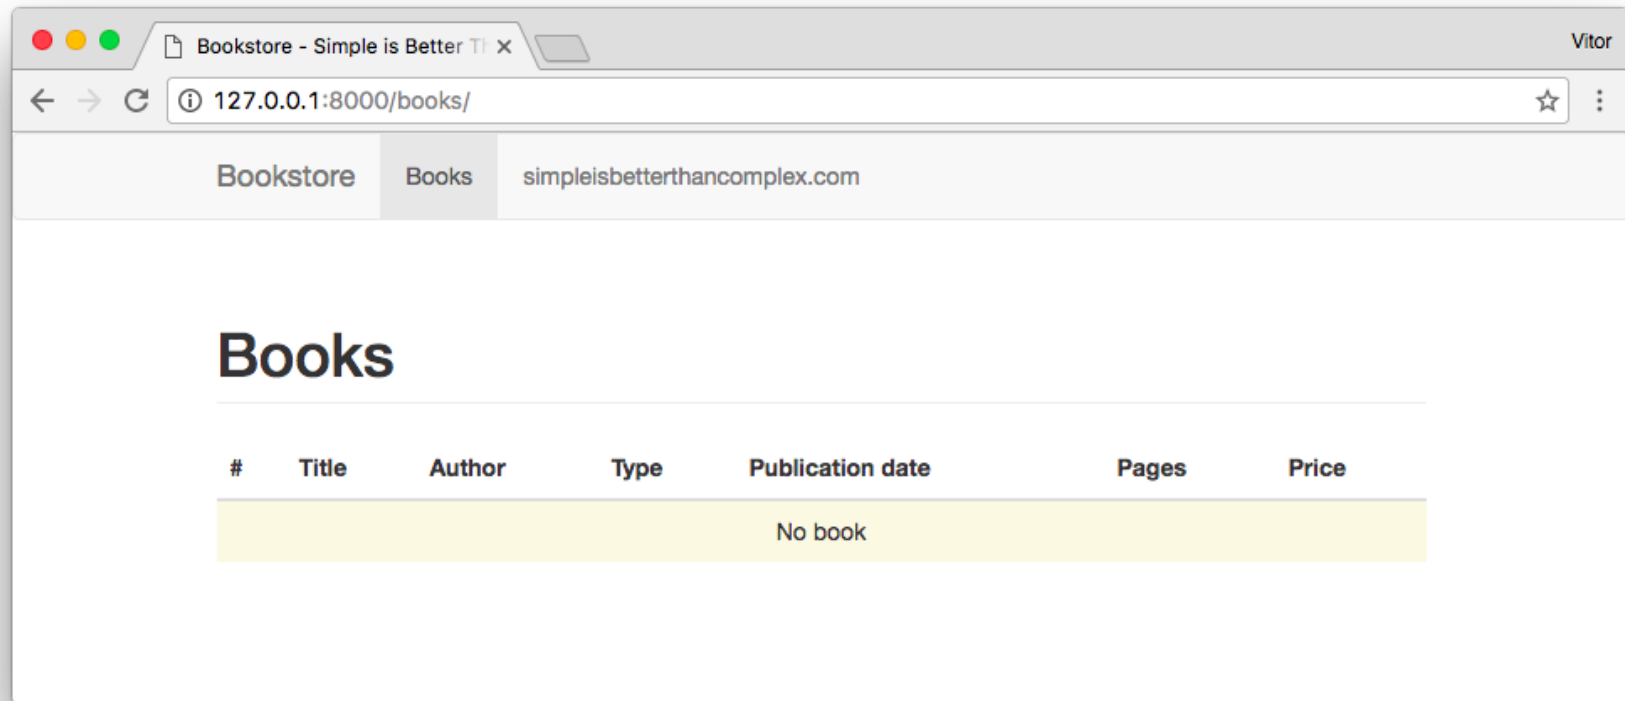 Bookstore - Simple is Better Th
Vitor
127.0.0.1:8000/books/
Bookstore Books simpleisbetterthancomplex.com
Books
# Title Author Type Publication date Pages Price
No book